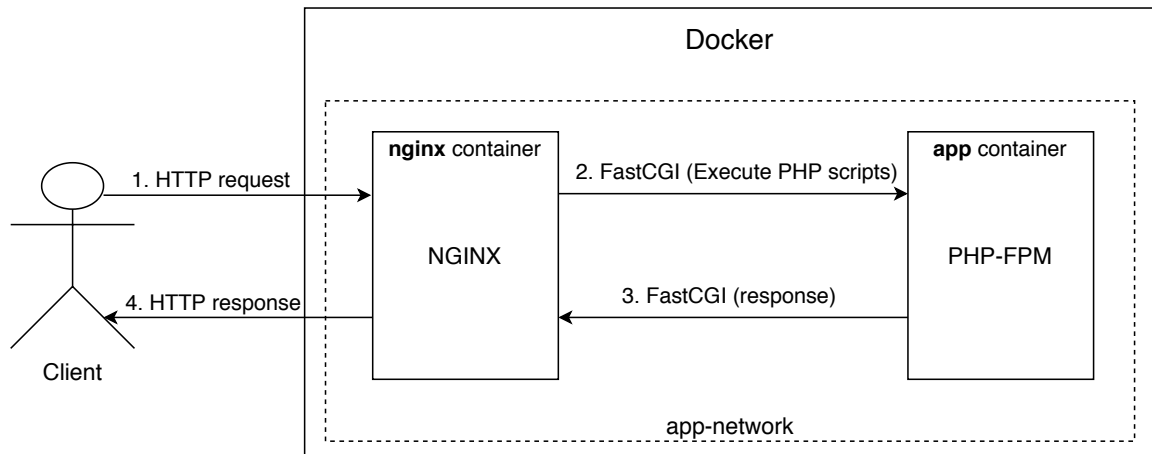 Docker
nginx container
app container
1. HTTP request
2. FastCGI (Execute PHP scripts)
NGINX
PHP-FPM
3. FastCGI (response)
4. HTTP response
Client
app-network